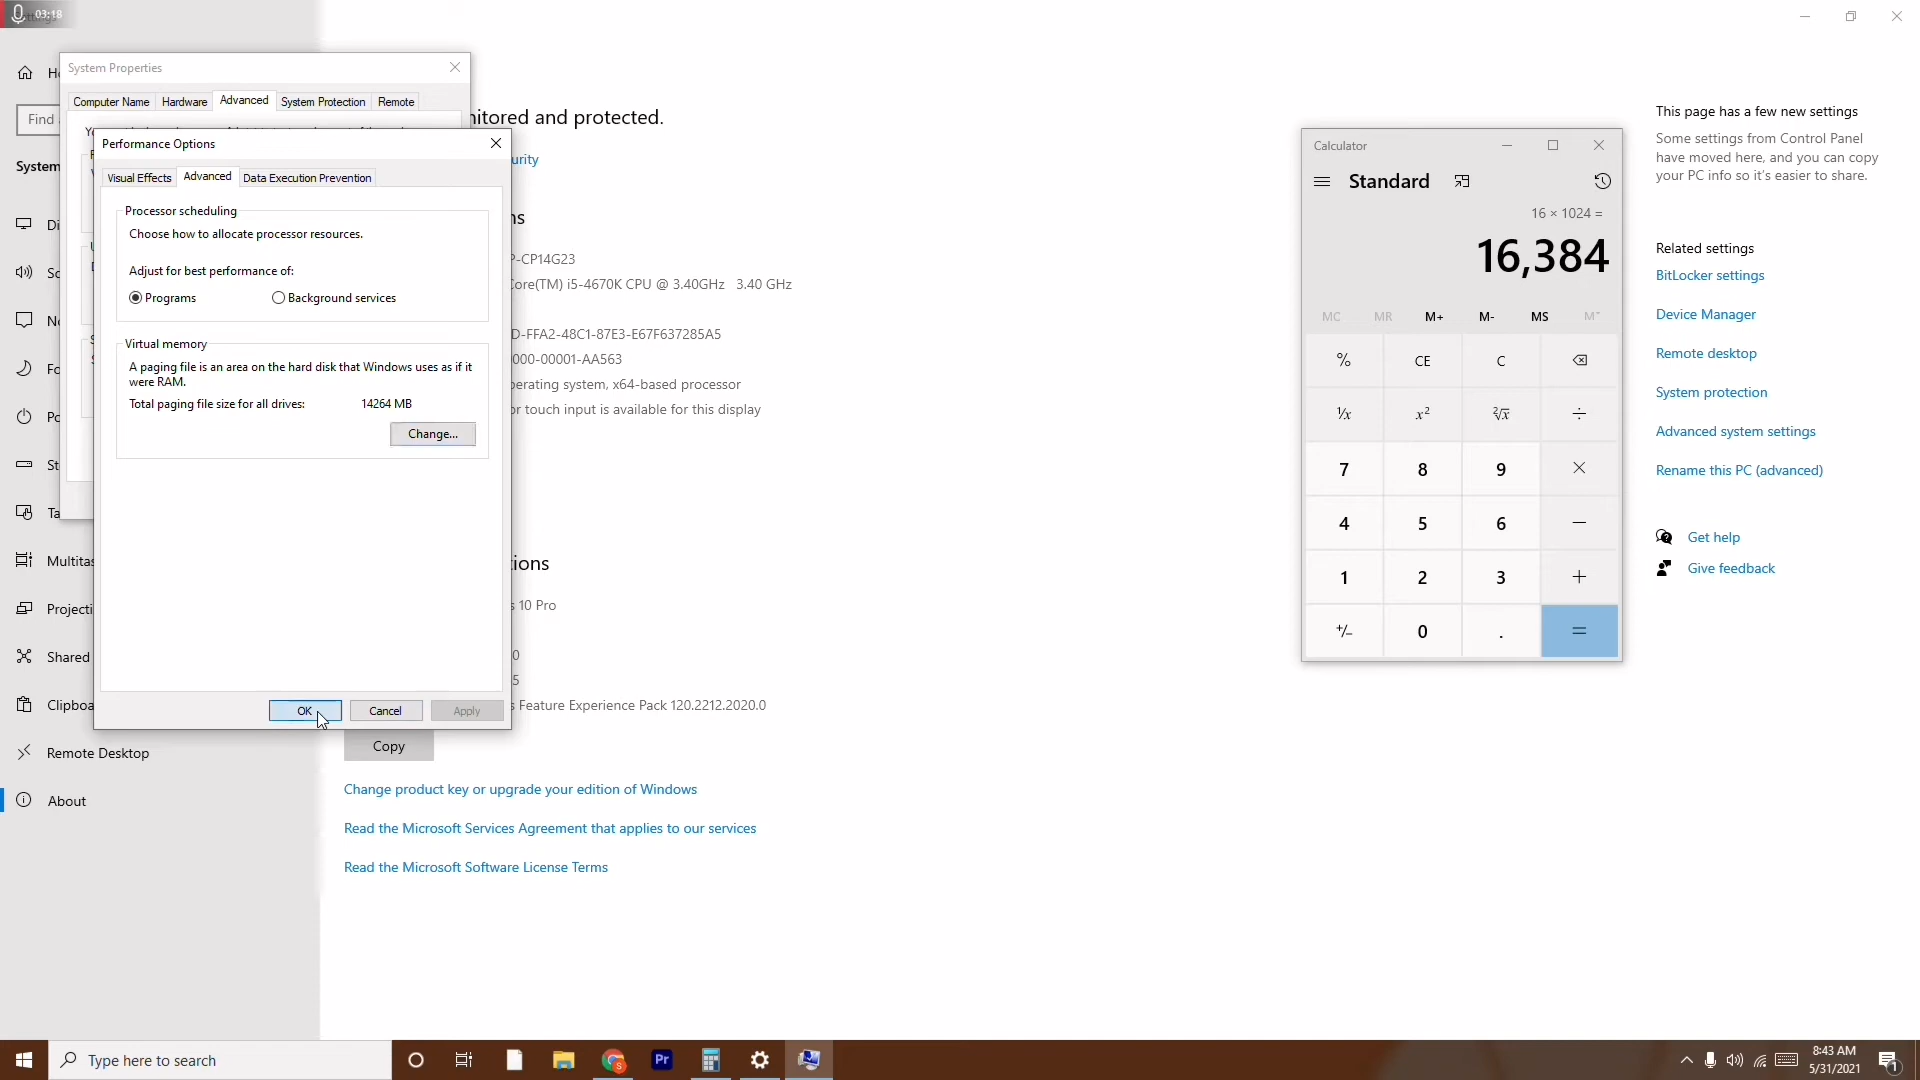 03:18
System Properties
Computer Name Hardware Advanced System Protection Remote
Performance Options
Visual Effects Advanced Data Execution Prevention
Processor scheduling
Choose how to allocate processor resources.
Adjust for best performance of:
Programs Background services
Virtual memory
A paging file is an area on the hard disk that Windows uses as if it
were RAM.
Total paging file size for all drives: 14264 MB
Change...
OK Cancel Apply
Find
System
Multitas
Projecti
Shared
Clipboa
Remote Desktop
About
nitored and protected.
urity
ns
P-CP14G23
Core(TM) i5-4670K CPU @ 3.40GHz 3.40 GHz
D-FFA2-48C1-87E3-E67F637285A5
000-00001-AA563
perating system, x64-based processor
or touch input is available for this display
tions
s 10 Pro
0
5
s Feature Experience Pack 120.2212.2020.0
Copy
Change product key or upgrade your edition of Windows
Read the Microsoft Services Agreement that applies to our services
Read the Microsoft Software License Terms
Calculator
Standard
16 × 1024 =
16,384
MC MR M+ M- MS M˅
% CE C
⅟x x² ²√x ÷
7 8 9 ×
4 5 6 −
1 2 3 +
+/− 0 . =
This page has a few new settings
Some settings from Control Panel
have moved here, and you can copy
your PC info so it's easier to share.
Related settings
BitLocker settings
Device Manager
Remote desktop
System protection
Advanced system settings
Rename this PC (advanced)
Get help
Give feedback
Type here to search
Pr
S
8:43 AM
5/31/2021
1